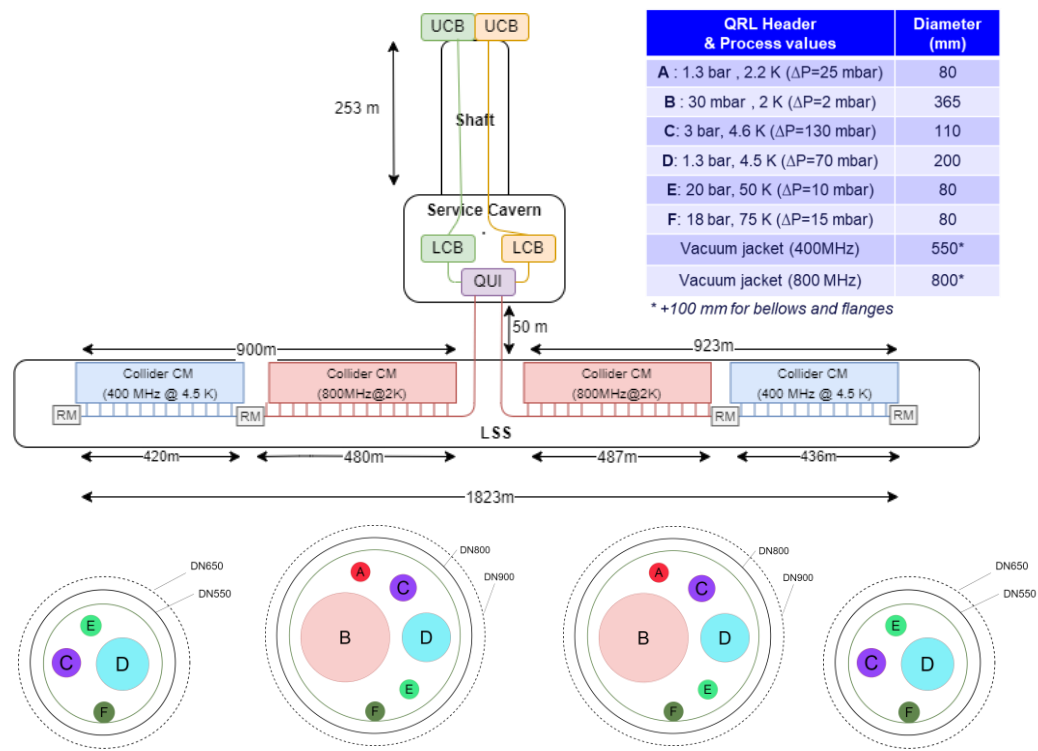 UCB UCB
253 m
Shaft
Service Cavern
LCB LCB
QUI
50 m
QRL Header
& Process values
Diameter
(mm)
A : 1.3 bar , 2.2 K (ΔP=25 mbar) 80
B : 30 mbar , 2 K (ΔP=2 mbar) 365
C: 3 bar, 4.6 K (ΔP=130 mbar) 110
D: 1.3 bar, 4.5 K (ΔP=70 mbar) 200
E: 20 bar, 50 K (ΔP=10 mbar) 80
F: 18 bar, 75 K (ΔP=15 mbar) 80
Vacuum jacket (400MHz) 550*
Vacuum jacket (800 MHz) 800*
* +100 mm for bellows and flanges
900m 923m
Collider CM
(400 MHz @ 4.5 K)
Collider CM
(800MHz@2K)
Collider CM
(800MHz@2K)
Collider CM
(400 MHz @ 4.5 K)
RM RM RM RM
LSS
420m 480m 487m 436m
1823m
DN650
DN550
E
C D
F
DN800
DN900
A
C
B D
E
F
DN800
DN900
A
C
B D
E
F
DN650
DN550
E
C D
F